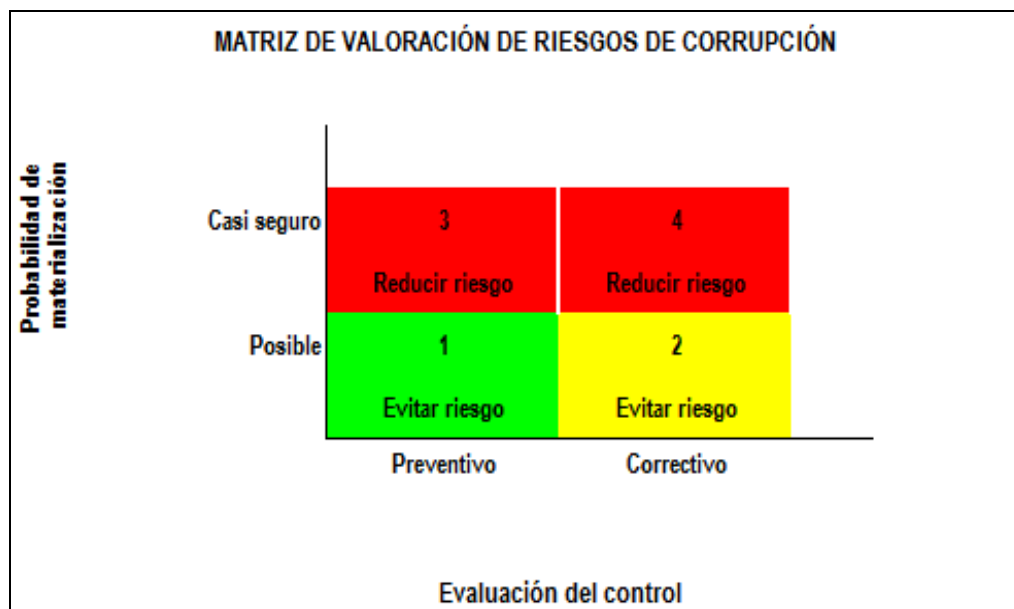 MATRIZ DE VALORACIÓN DE RIESGOS DE CORRUPCIÓN
Probabilidad de
materialización
Casi seguro
3
4
Reducir riesgo
Reducir riesgo
Posible
1
2
Evitar riesgo
Evitar riesgo
Preventivo
Correctivo
Evaluación del control